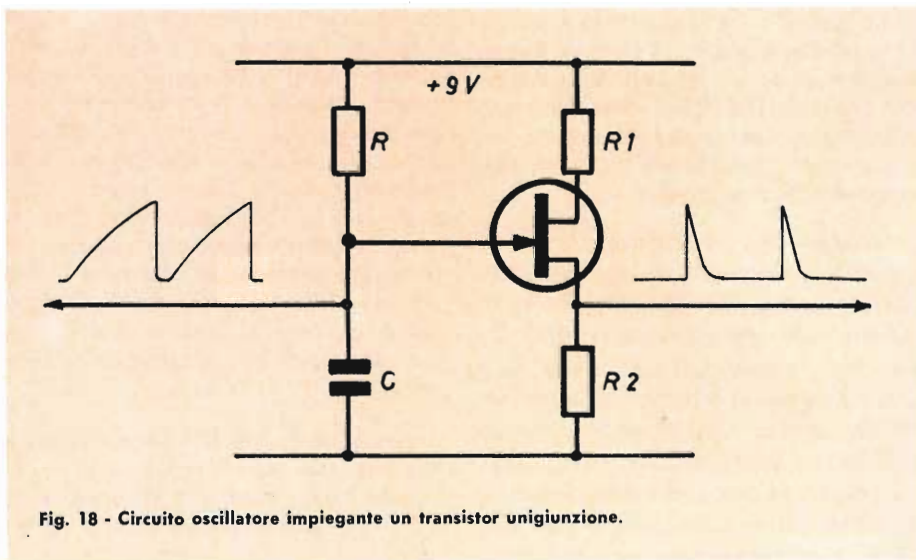 +9V
R
R1
C
R2
Fig. 18 - Circuito oscillatore impiegante un transistor unigiunzione.